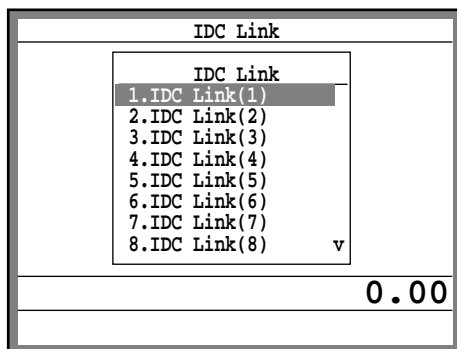 IDC Link
IDC Link
1.IDC Link(1)
2.IDC Link(2)
3.IDC Link(3)
4.IDC Link(4)
5.IDC Link(5)
6.IDC Link(6)
7.IDC Link(7)
8.IDC Link(8) v
0.00